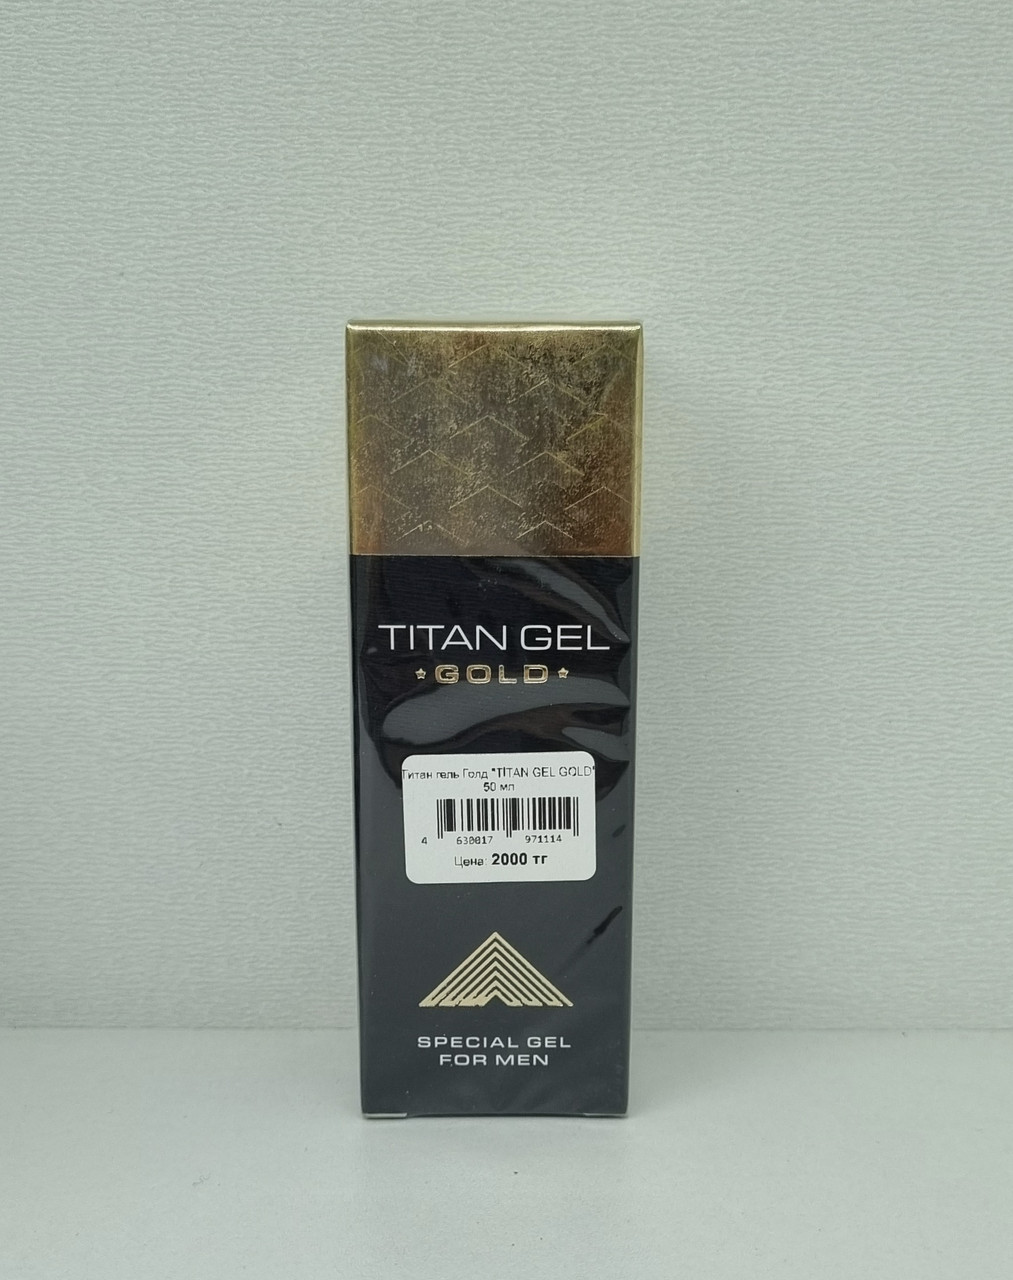 TITAN GEL
GOLD
Титан гель Голд "TITAN GEL GOLD"
50 мл
4 630017 971114
Цена: 2000 тг
SPECIAL GEL
FOR MEN